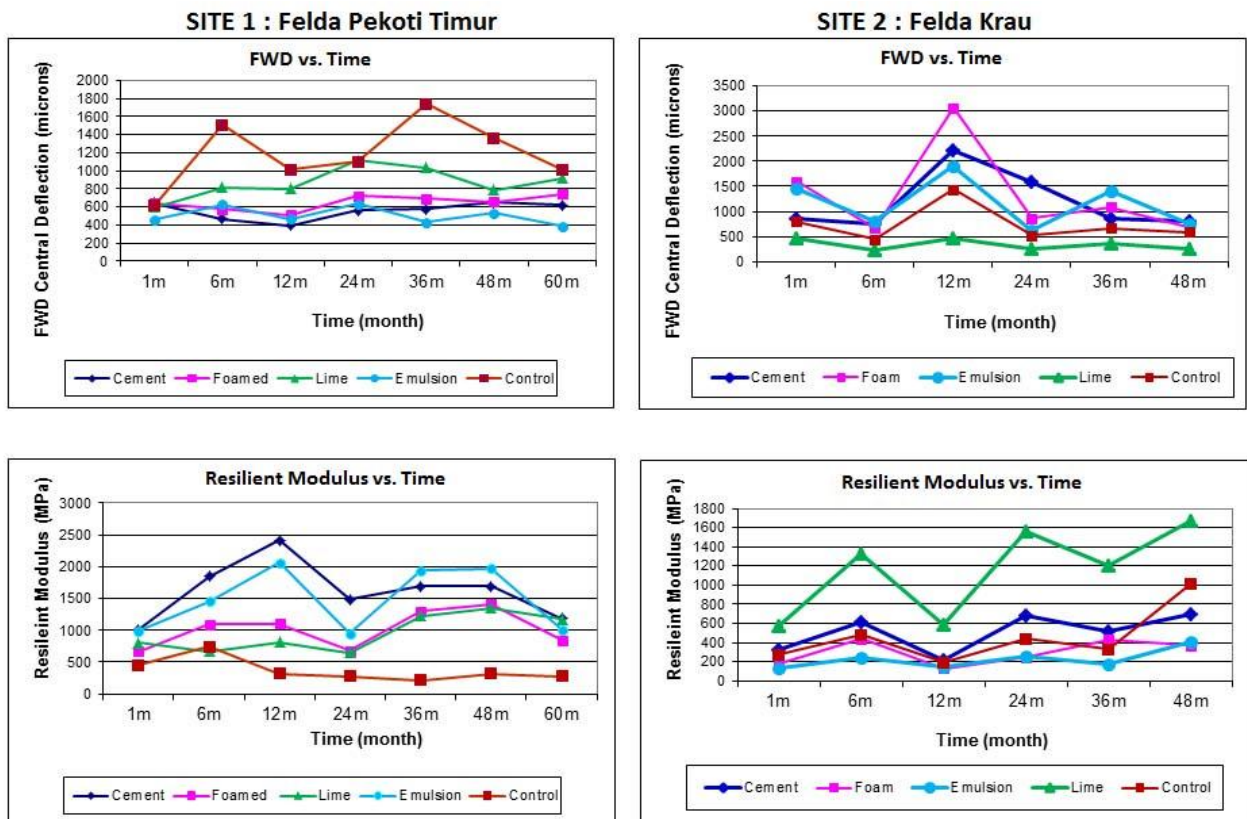 SITE 1 : Felda Pekoti Timur
FWD vs. Time
FWD Central Deflection (microns)
2000
1800
1600
1400
1200
1000
800
600
400
200
0
1m 6m 12m 24m 36m 48m 60m
Time (month)
Cement Foamed Lime Emulsion Control
SITE 2 : Felda Krau
FWD vs. Time
FWD Central Deflection (microns)
3500
3000
2500
2000
1500
1000
500
0
1m 6m 12m 24m 36m 48m
Time (month)
Cement Foam Emulsion Lime Control
Resilient Modulus vs. Time
Resileint Modulus (MPa)
3000
2500
2000
1500
1000
500
0
1m 6m 12m 24m 36m 48m 60m
Time (month)
Cement Foamed Lime Emulsion Control
Resilient Modulus vs. Time
Resileint Modulus (MPa)
1800
1600
1400
1200
1000
800
600
400
200
0
1m 6m 12m 24m 36m 48m
Time (month)
Cement Foam Emulsion Lime Control